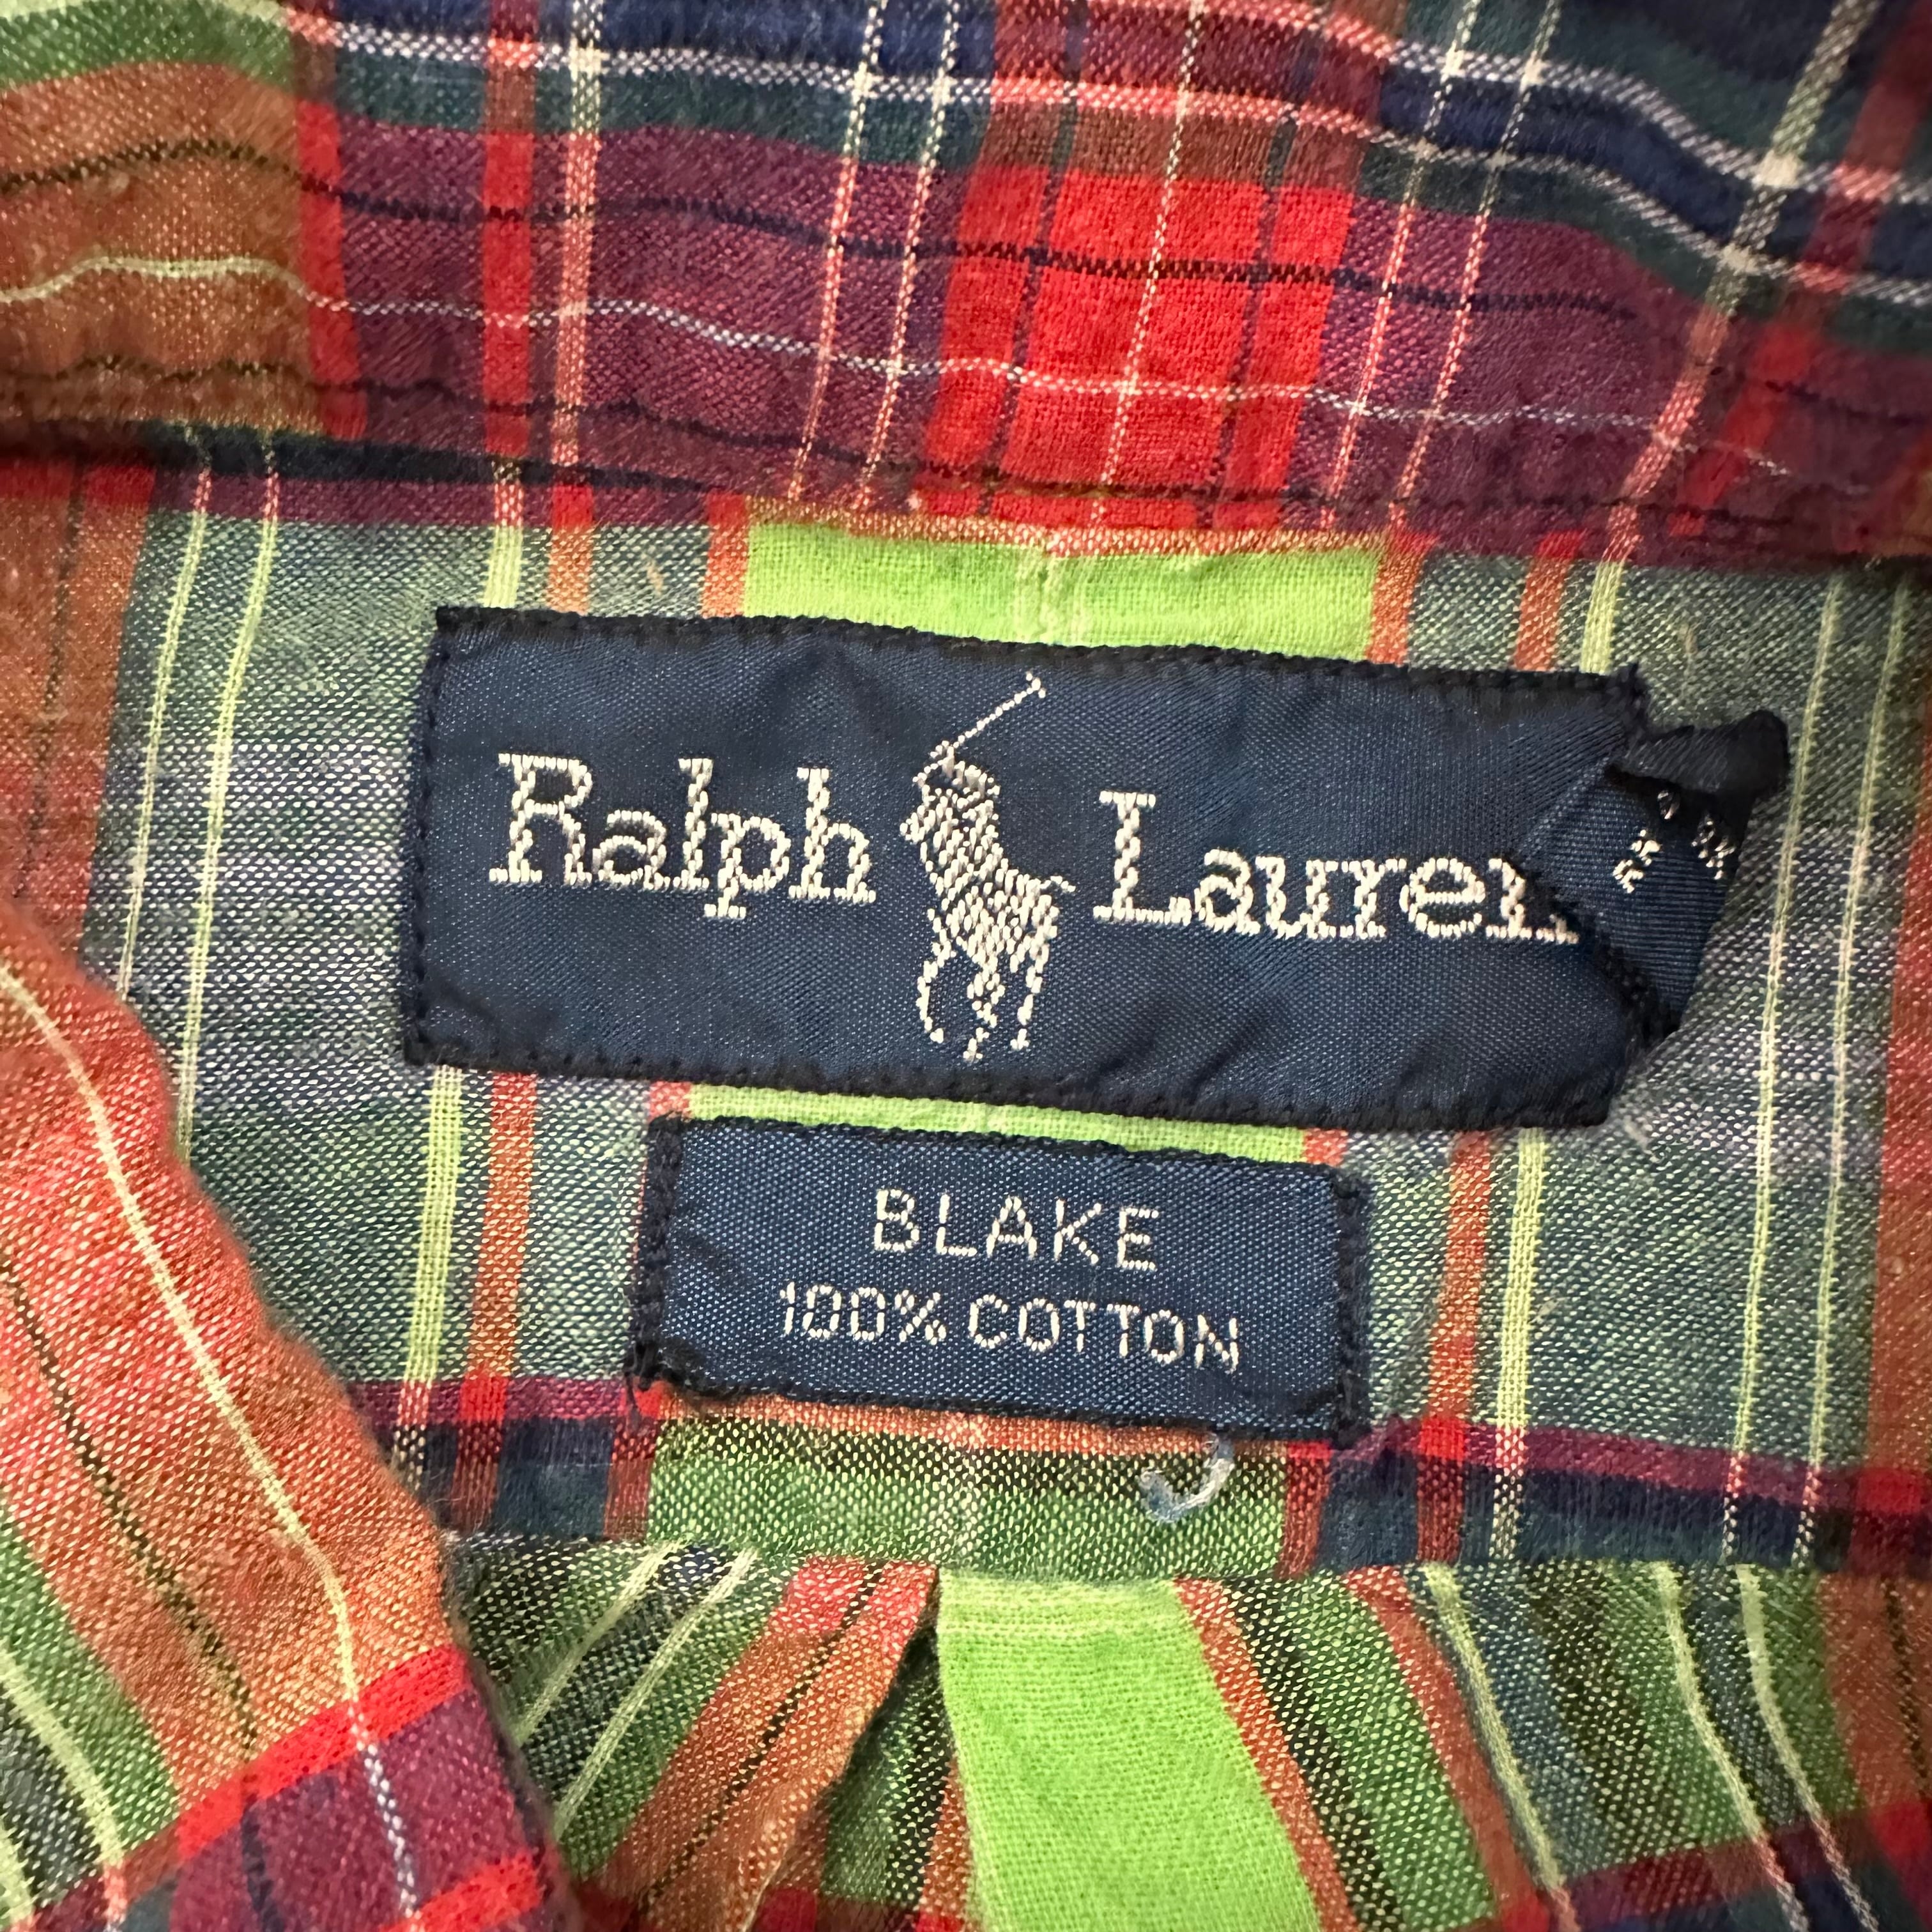 Ralph Lauren
BLAKE
100% COTTON